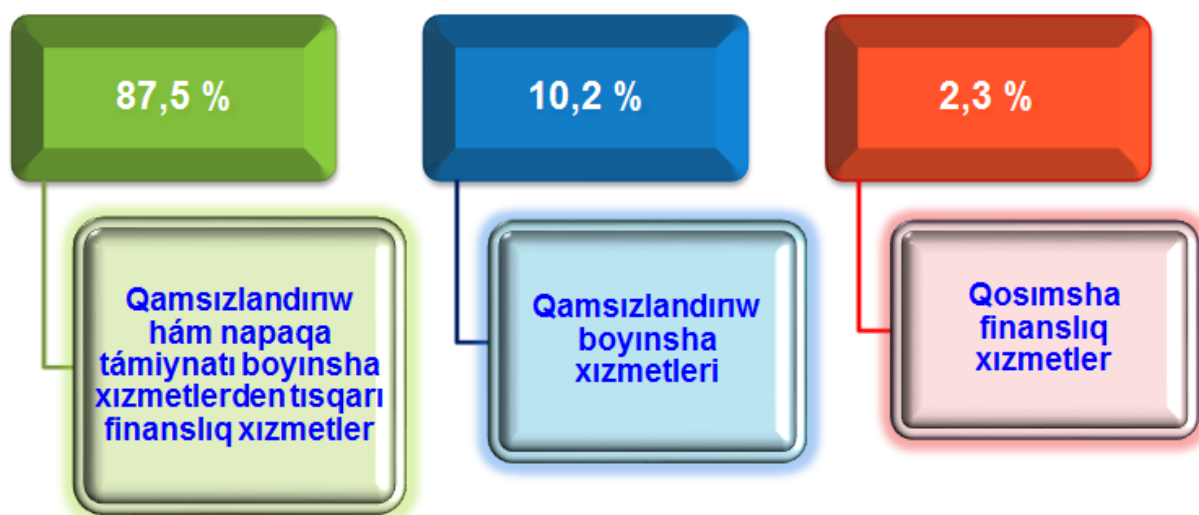 87,5 %
Qamsızlandırıw
hám napaqa
támiynatı boyınsha
xızmetlerden tısqarı
finanslıq xızmetler
10,2 %
Qamsızlandırıw
boyınsha
xızmetleri
2,3 %
Qosımsha
finanslıq
xızmetler